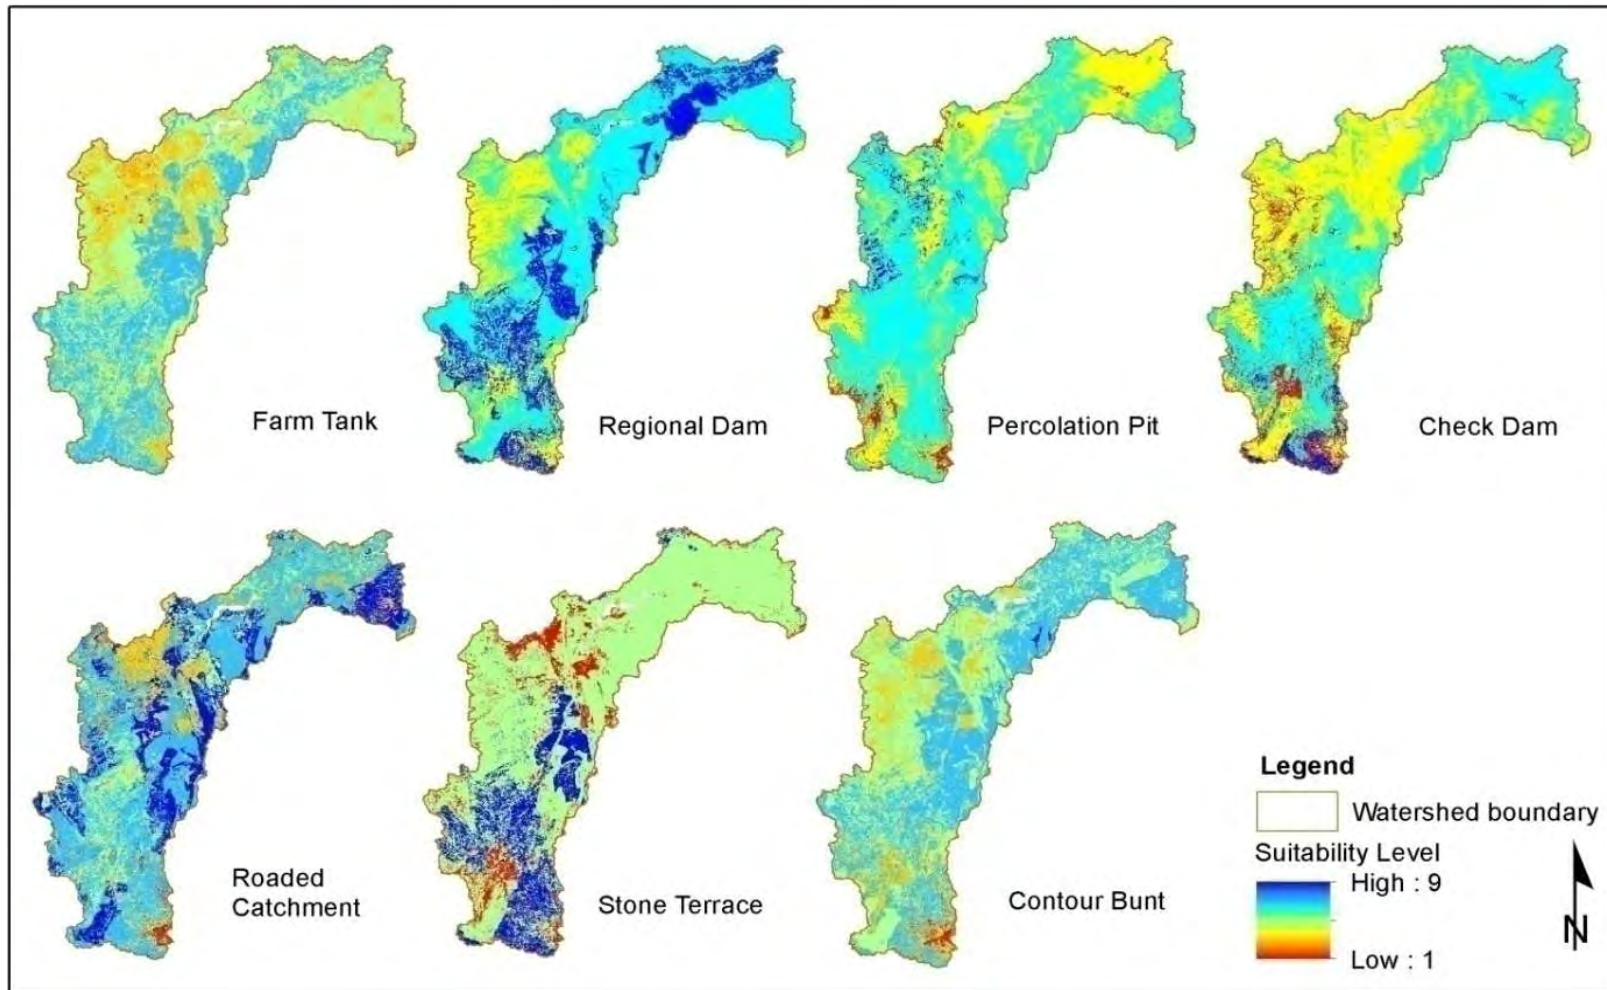 Farm Tank
Regional Dam
Percolation Pit
Check Dam
Roaded
Catchment
Stone Terrace
Contour Bunt
Legend
Watershed boundary
Suitability Level
High : 9
Low : 1
N